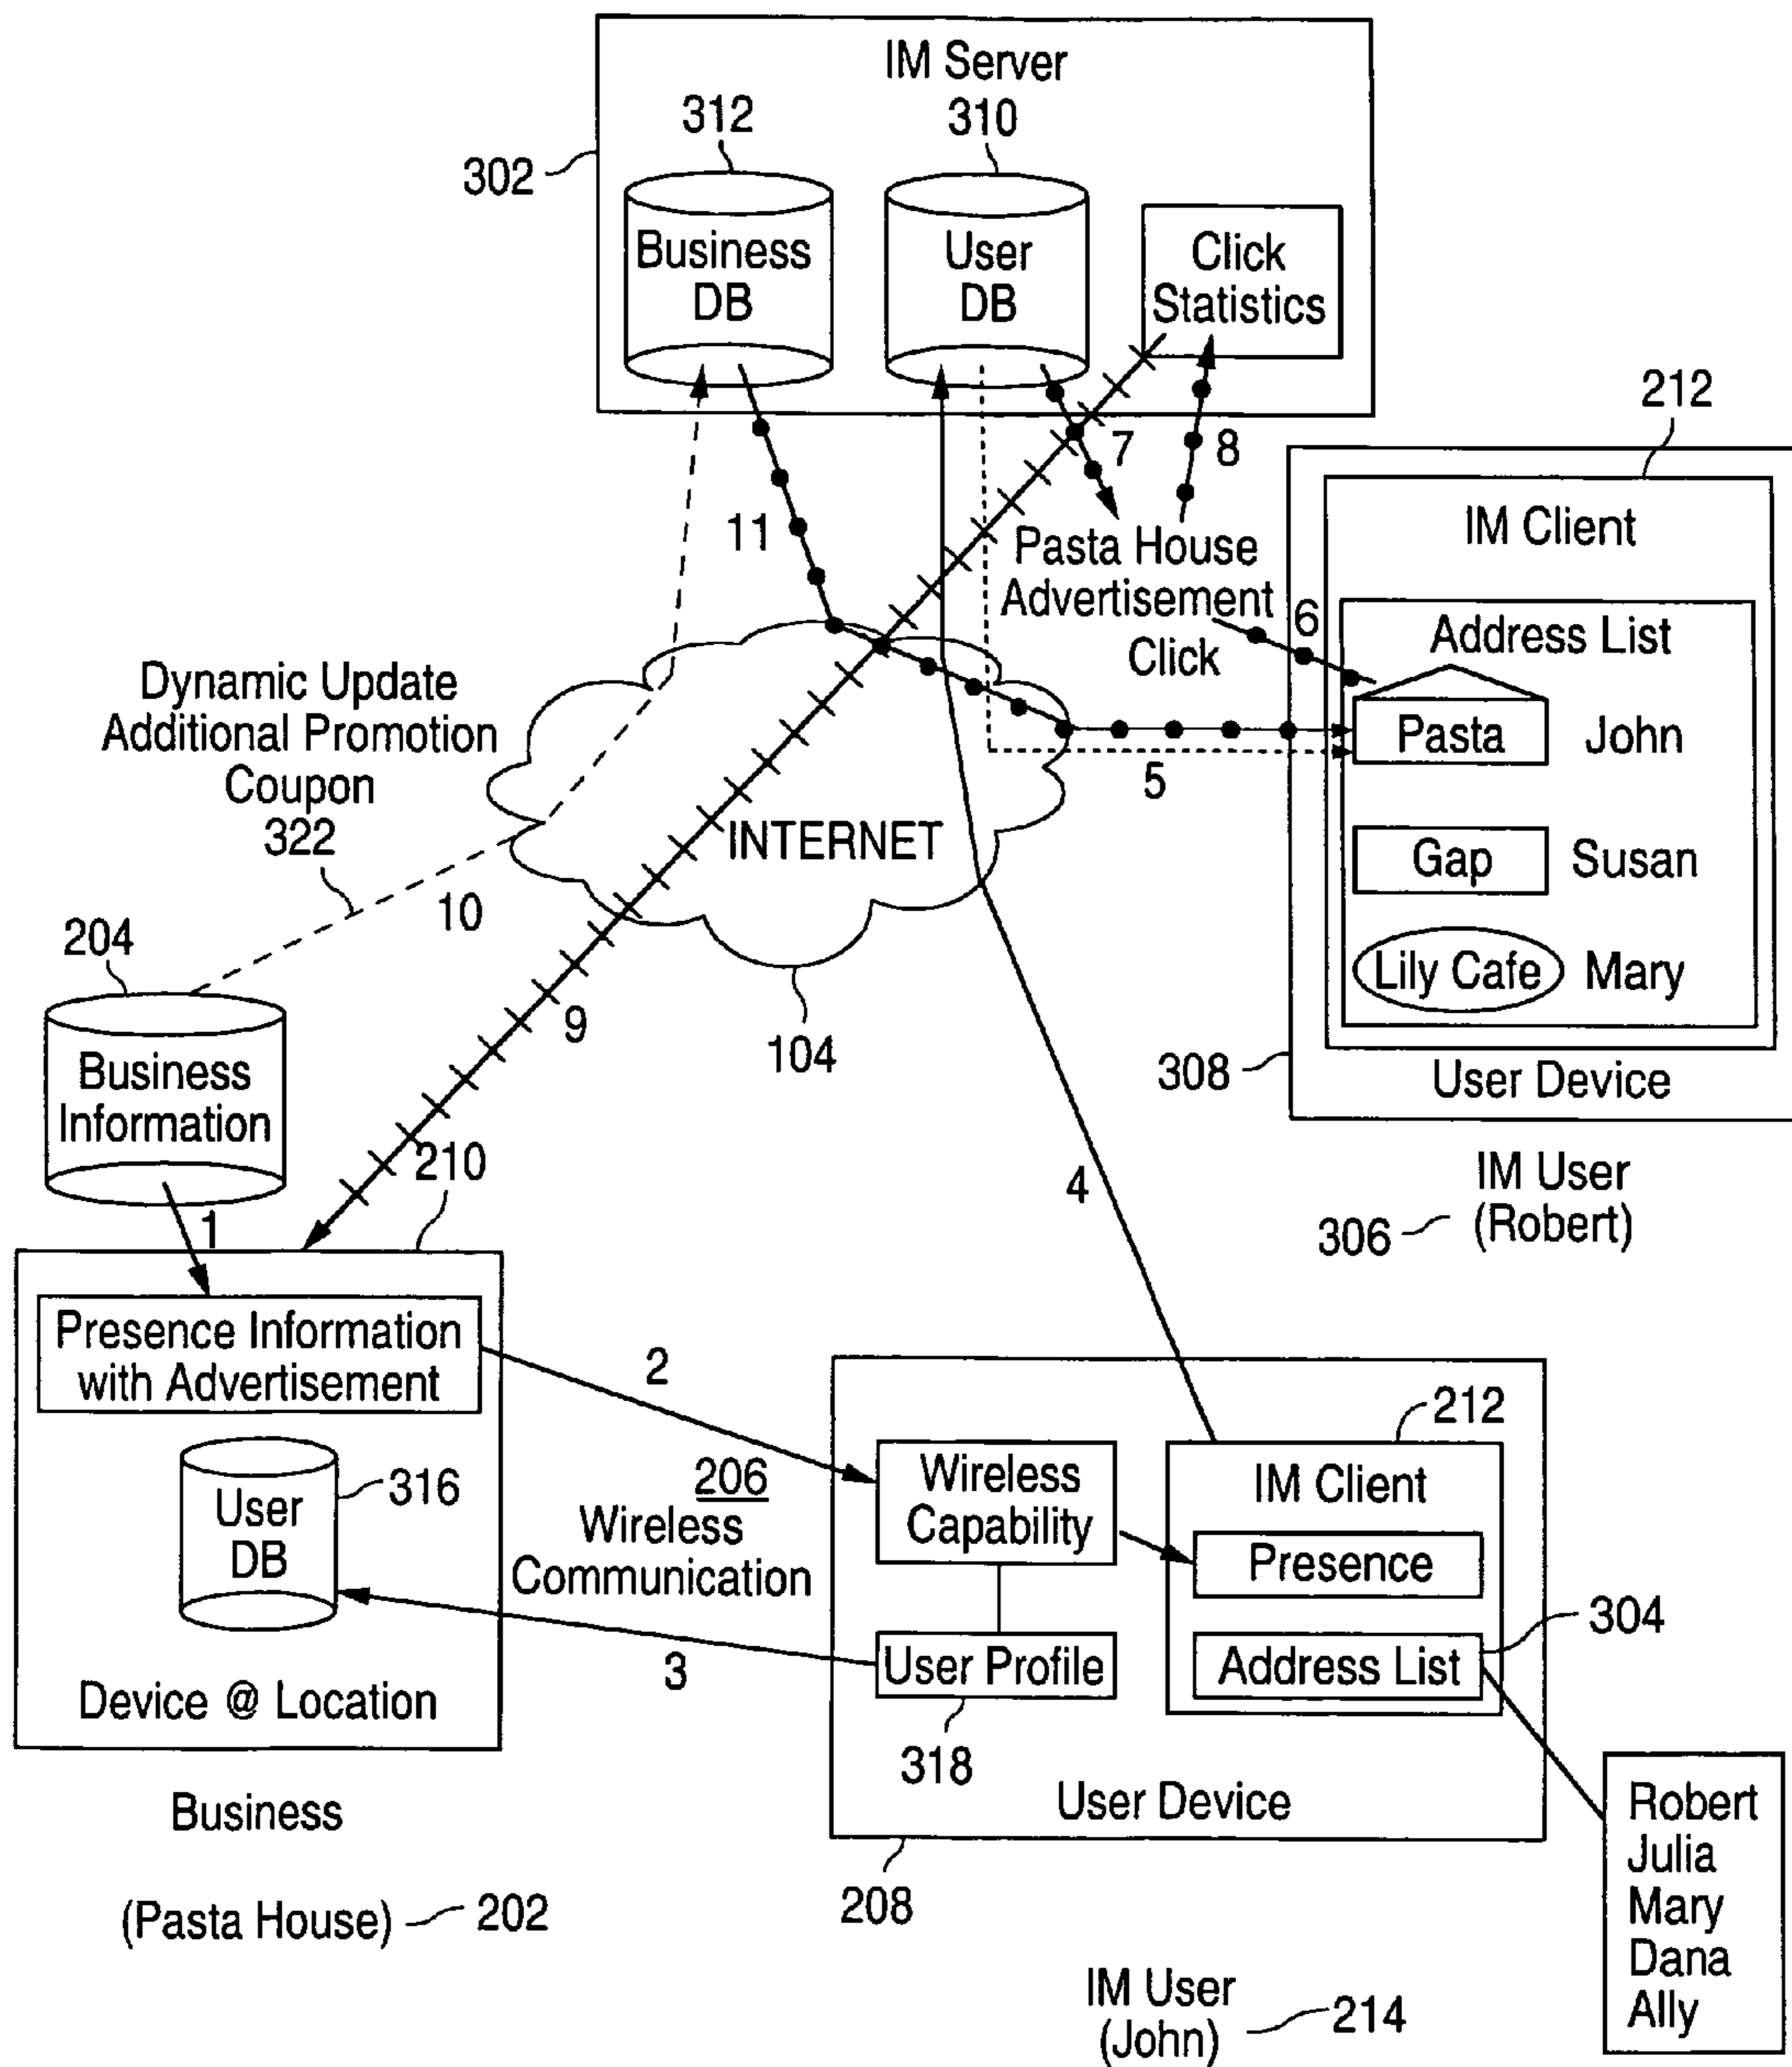 IM Server
312
310
302
Business
DB
User
DB
Click
Statistics
212
7
8
11
IM Client
Pasta House
Advertisement
Click
6
Address List
Dynamic Update
Additional Promotion
Coupon
322
Pasta
John
5
INTERNET
Gap
Susan
10
204
Lily Cafe
Mary
9
104
308
User Device
Business
Information
210
4
IM User
(Robert)
306
1
Presence Information
with Advertisement
2
212
316
User
DB
206
Wireless
Communication
Wireless
Capability
IM Client
Presence
304
3
User Profile
Address List
Device @ Location
318
User Device
Business
Robert
Julia
Mary
Dana
Ally
(Pasta House)
202
208
IM User
(John)
214